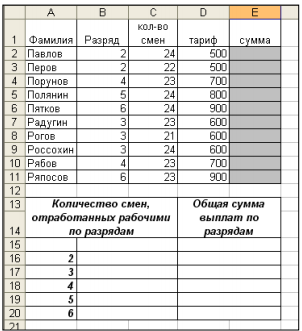 A B C D E
1 Фамилия Разряд кол-во смен тариф сумма
2 Павлов 2 24 500
3 Перов 2 22 500
4 Порунов 4 23 700
5 Полянин 5 24 800
6 Пятков 6 24 900
7 Радугин 3 23 600
8 Рогов 3 21 600
9 Россохин 3 24 600
10 Рябов 4 23 700
11 Ряпосов 6 23 900
12
13 Количество смен, Общая сумма
отработанных рабочими выплат по
14 по разрядам разрядам
15
16 2
17 3
18 4
19 5
20 6
21